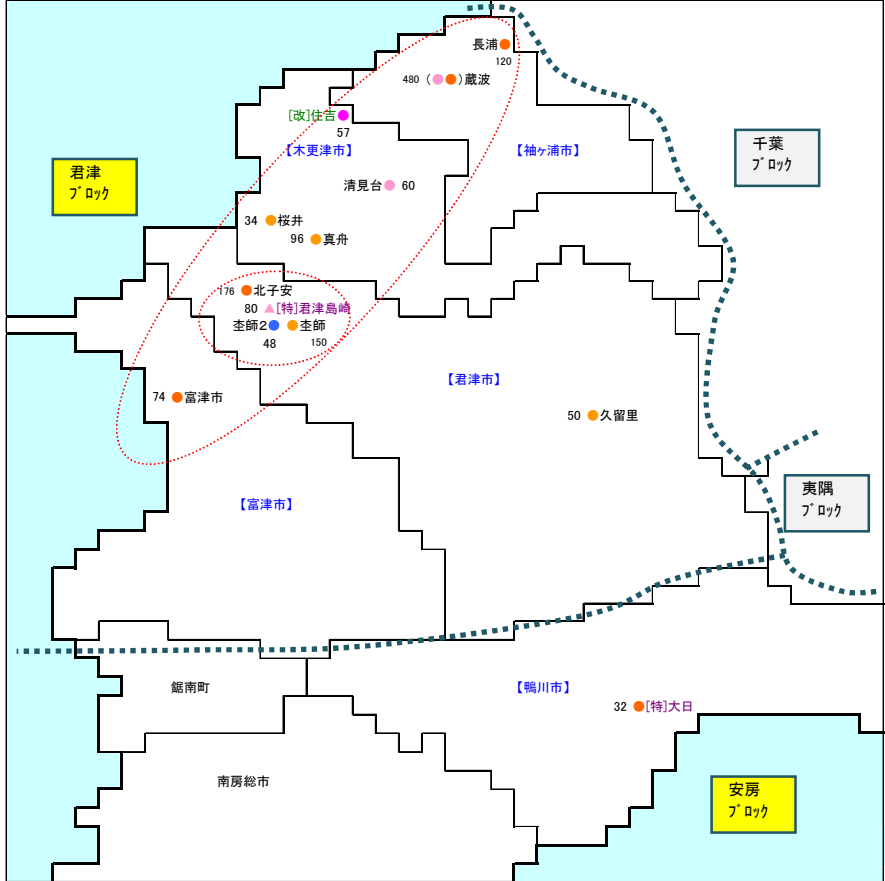 長浦
120
480
(
)蔵波
[改]住吉
57
【木更津市】
【袖ヶ浦市】
千葉
ﾌﾞﾛｯｸ
君津
ﾌﾞﾛｯｸ
清見台 60
34
桜井
96
真舟
176
北子安
80
[特]君津島崎
杢師2
杢師
48
150
【君津市】
74
富津市
50
久留里
【富津市】
夷隅
ﾌﾞﾛｯｸ
鋸南町
【鴨川市】
32
[特]大日
南房総市
安房
ﾌﾞﾛｯｸ